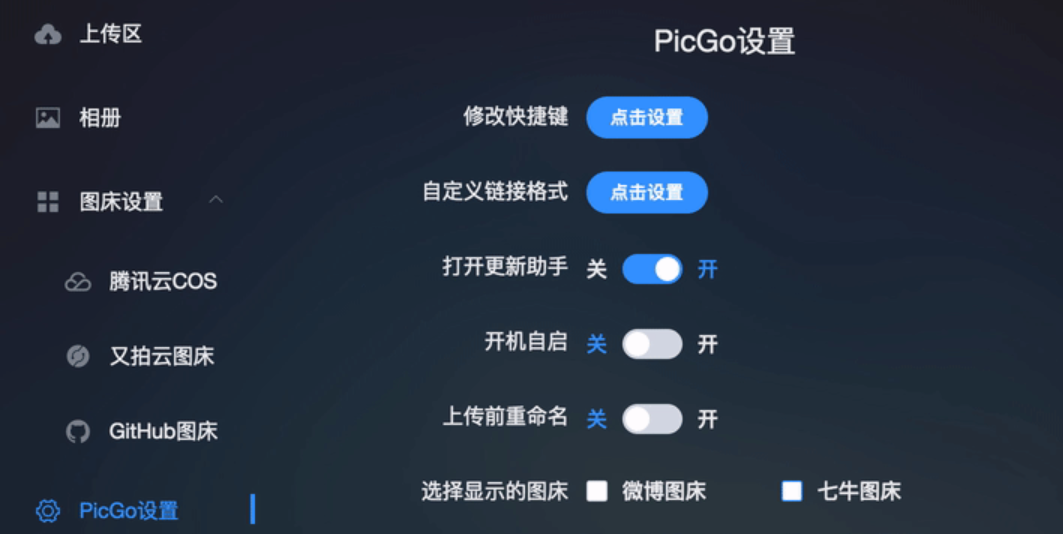 上传区
相册
图床设置
腾讯云COS
又拍云图床
GitHub图床
PicGo设置
PicGo设置
修改快捷键 点击设置
自定义链接格式 点击设置
打开更新助手 关 开
开机自启 关 开
上传前重命名 关 开
选择显示的图床 微博图床 七牛图床